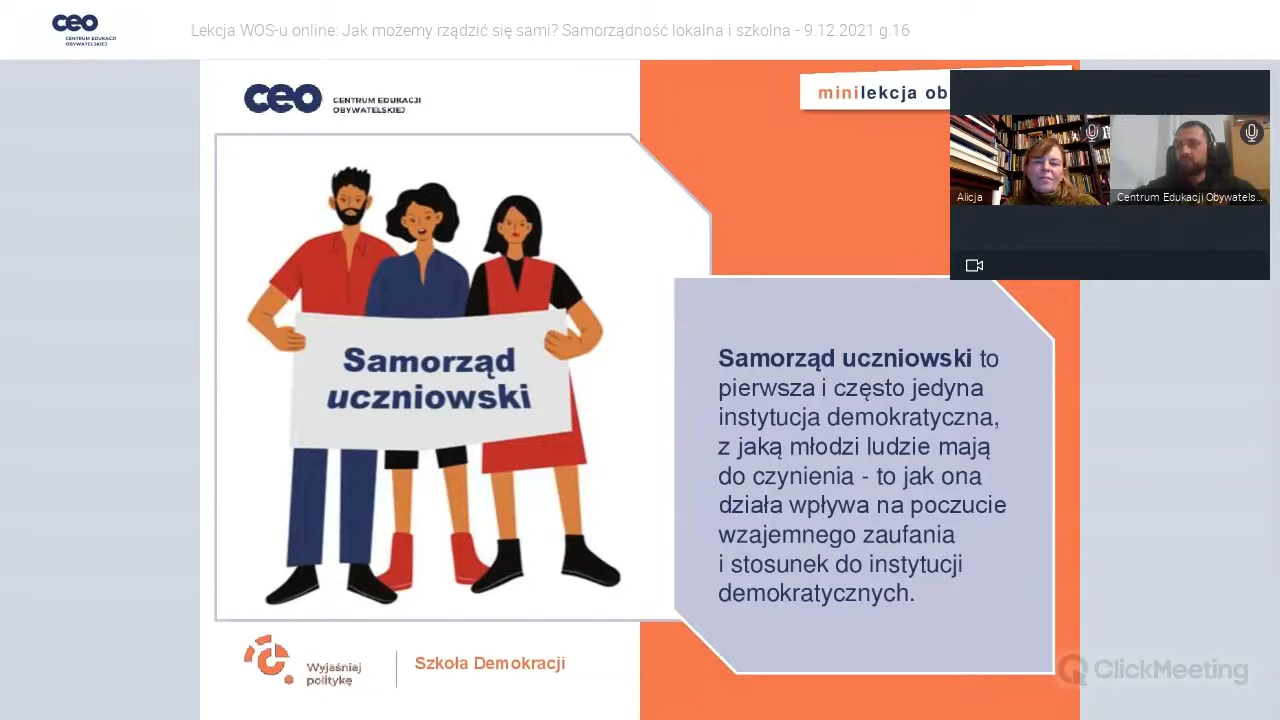 ceo
CENTRUM EDUKACJI
OBYWATELSKIEJ
Lekcja WOS-u online: Jak możemy rządzić się sami? Samorządność lokalna i szkolna - 9.12.2021 g.16
ceo
CENTRUM EDUKACJI
OBYWATELSKIEJ
minilekcja ob
Alicja
Centrum Edukacji Obywatels...
Samorząd
uczniowski
Samorząd uczniowski to
pierwsza i często jedyna
instytucja demokratyczna,
z jaką młodzi ludzie mają
do czynienia - to jak ona
działa wpływa na poczucie
wzajemnego zaufania
i stosunek do instytucji
demokratycznych.
Wyjaśniaj
politykę
Szkoła Demokracji
ClickMeeting